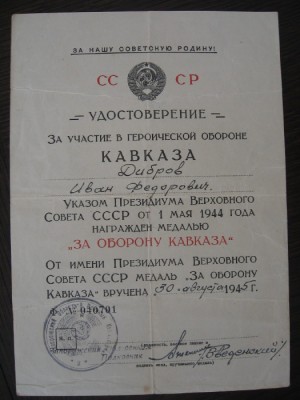 ЗА НАШУ СОВЕТСКУЮ РОДИНУ!
СС СР
УДОСТОВЕРЕНИЕ
ЗА УЧАСТИЕ В ГЕРОИЧЕСКОЙ ОБОРОНЕ
КАВКАЗА
Дибров
Иван Федорович.
УКАЗОМ ПРЕЗИДИУМА ВЕРХОВНОГО
СОВЕТА СССР ОТ 1 МАЯ 1944 ГОДА
НАГРАЖДЕН МЕДАЛЬЮ
„ЗА ОБОРОНУ КАВКАЗА“
ОТ ИМЕНИ ПРЕЗИДИУМА ВЕРХОВНОГО
СОВЕТА СССР МЕДАЛЬ „ЗА ОБОРОНУ
КАВКАЗА“ ВРУЧЕНА „30“ августа 1945 г.
040701
М. П.
(Введенский)